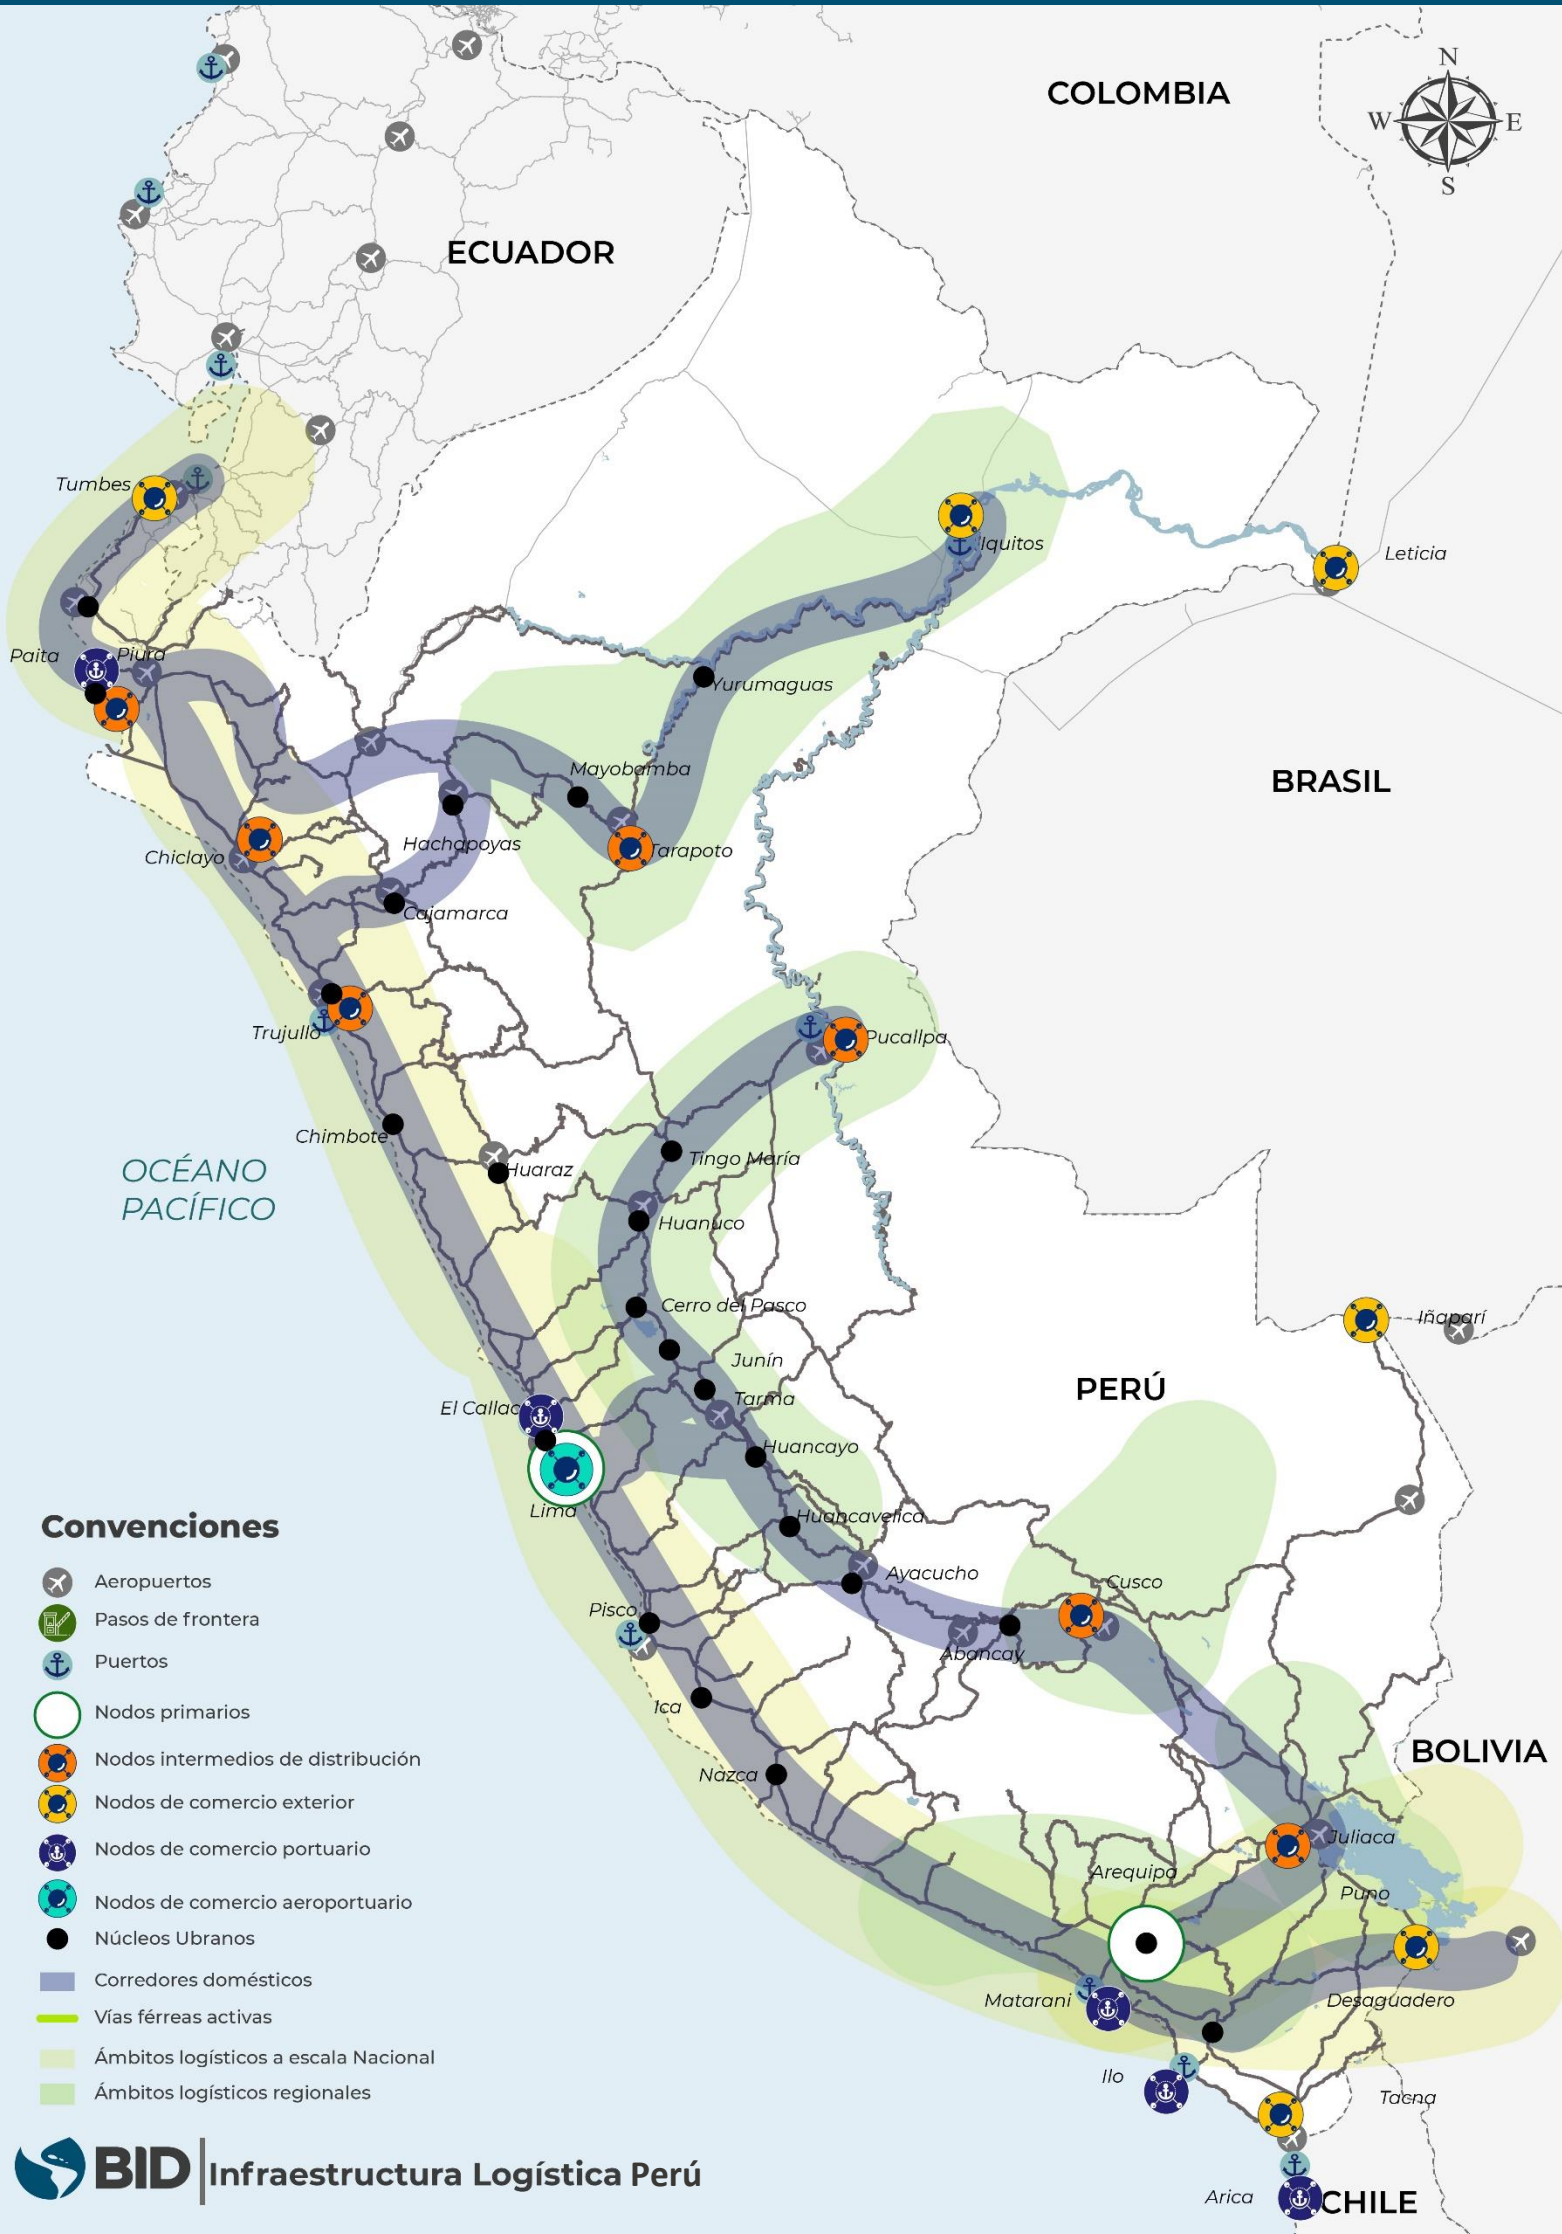 N
COLOMBIA
W
E
S
ECUADOR
Tumbes
Iquitos
Leticia
Paita
Piura
Yurumaguas
Mayobamba
BRASIL
Hachapoyas
Tarapoto
Chiclayo
Cajamarca
Trujullo
Pucallpa
Chimbote
Tingo María
OCÉANO
PACÍFICO
Huaraz
Huanuco
Cerro del Pasco
Iñaparí
Junín
PERÚ
Tarma
El Callao
Huancayo
Lima
Huancavelica
Convenciones
Aeropuertos
Ayacucho
Cusco
Pasos de frontera
Pisco
Puertos
Abancay
Ica
Nodos primarios
BOLIVIA
Nodos intermedios de distribución
Nazca
Nodos de comercio exterior
Juliaca
Nodos de comercio portuario
Arequipa
Puno
Nodos de comercio aeroportuario
Núcleos Ubranos
Corredores domésticos
Matarani
Desaguadero
Vías férreas activas
Ámbitos logísticos a escala Nacional
Ilo
Ámbitos logísticos regionales
Tacna
BID Infraestructura Logística Perú
Arica
CHILE